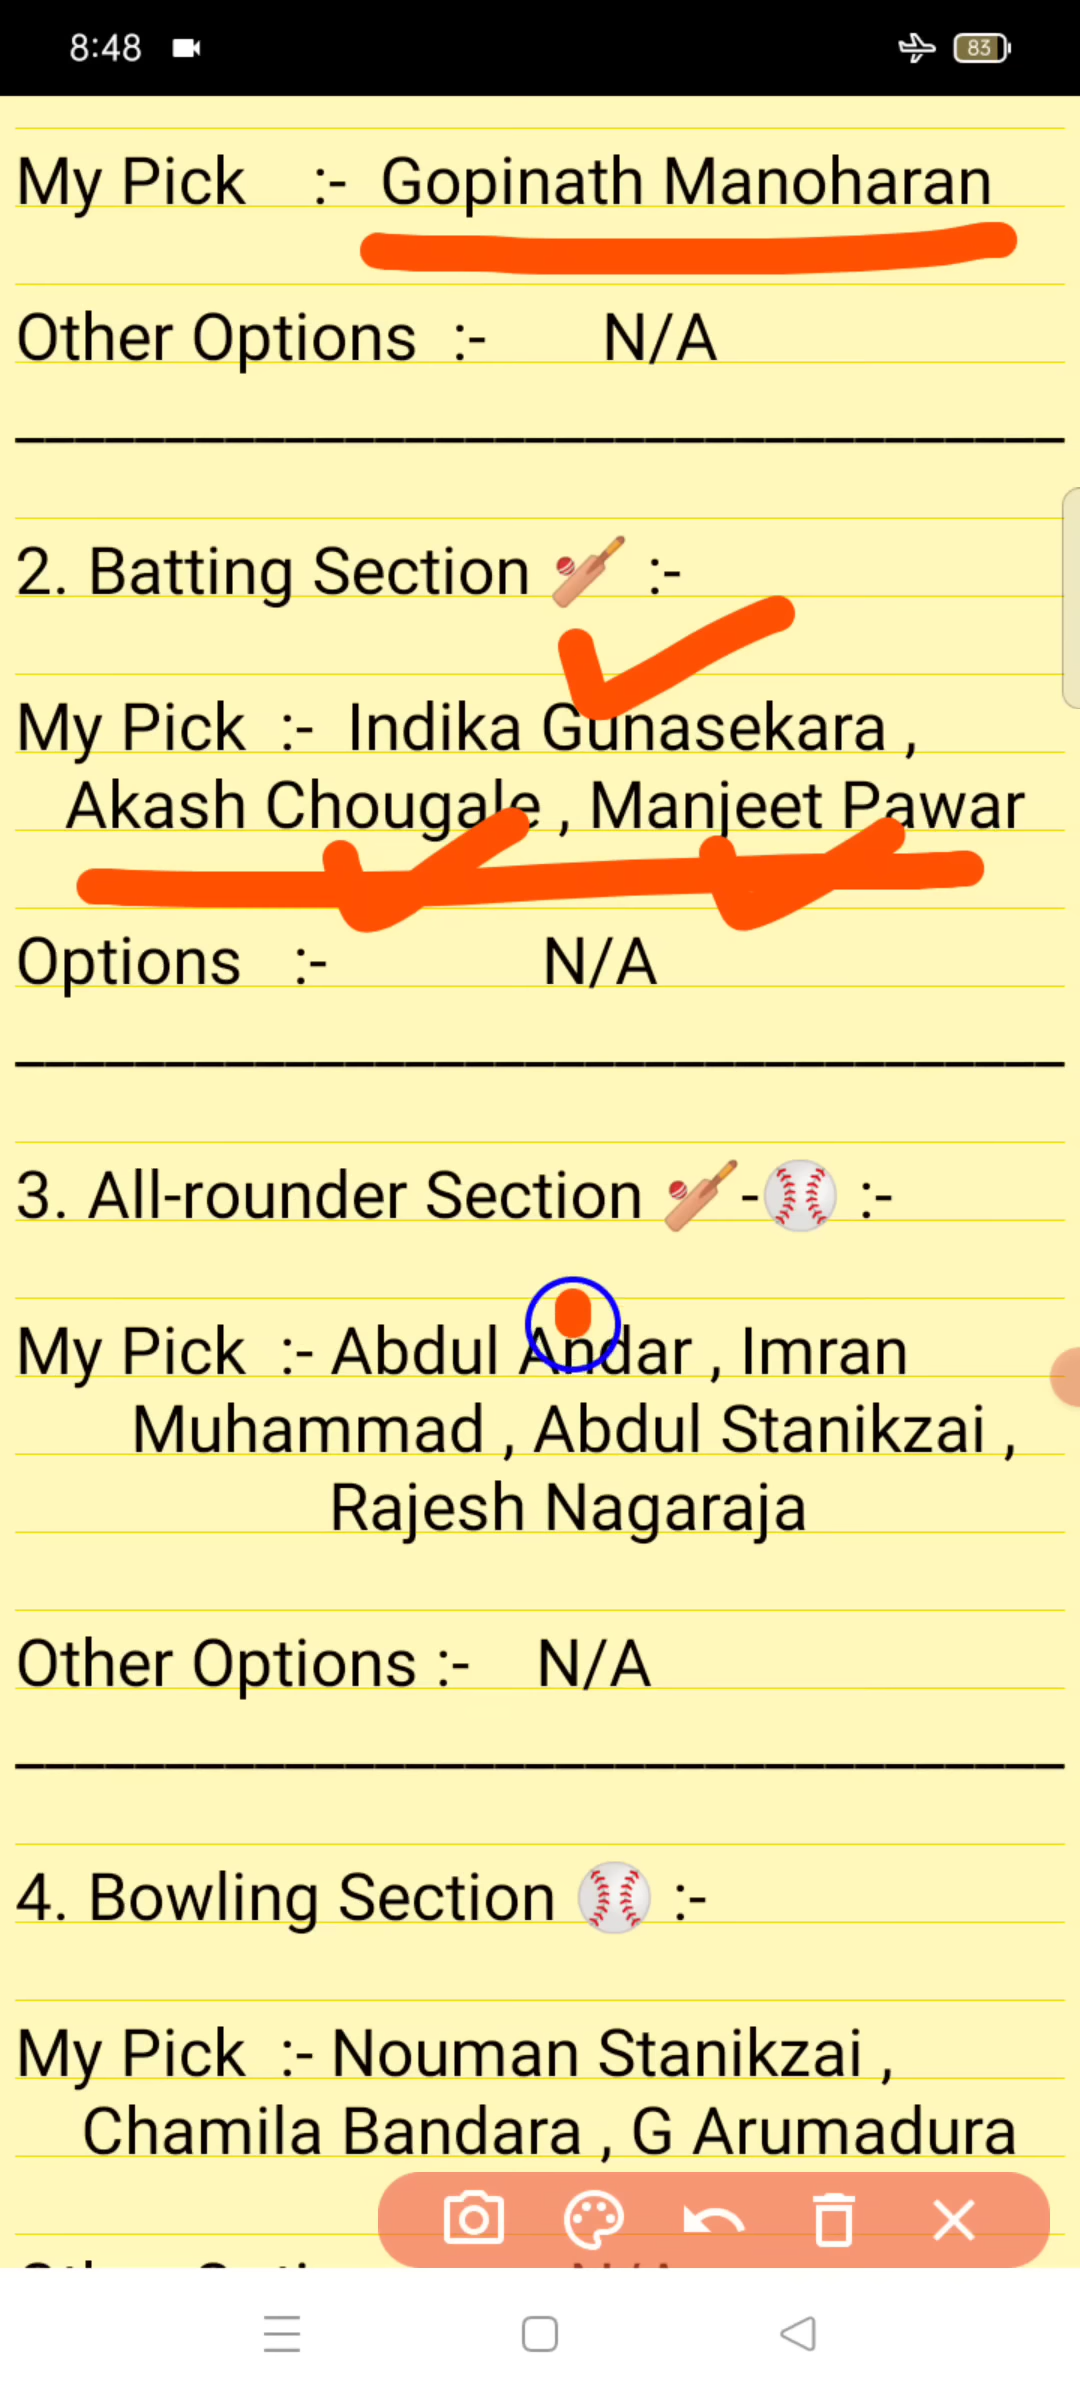 8:48
83
My Pick :- Gopinath Manoharan
Other Options :- N/A
2. Batting Section 🏏 :-
My Pick :- Indika Gunasekara ,
Akash Chougale , Manjeet Pawar
Options :- N/A
3. All-rounder Section 🏏-⚾ :-
My Pick :- Abdul Andar , Imran
Muhammad , Abdul Stanikzai ,
Rajesh Nagaraja
Other Options :- N/A
4. Bowling Section ⚾ :-
My Pick :- Nouman Stanikzai ,
Chamila Bandara , G Arumadura